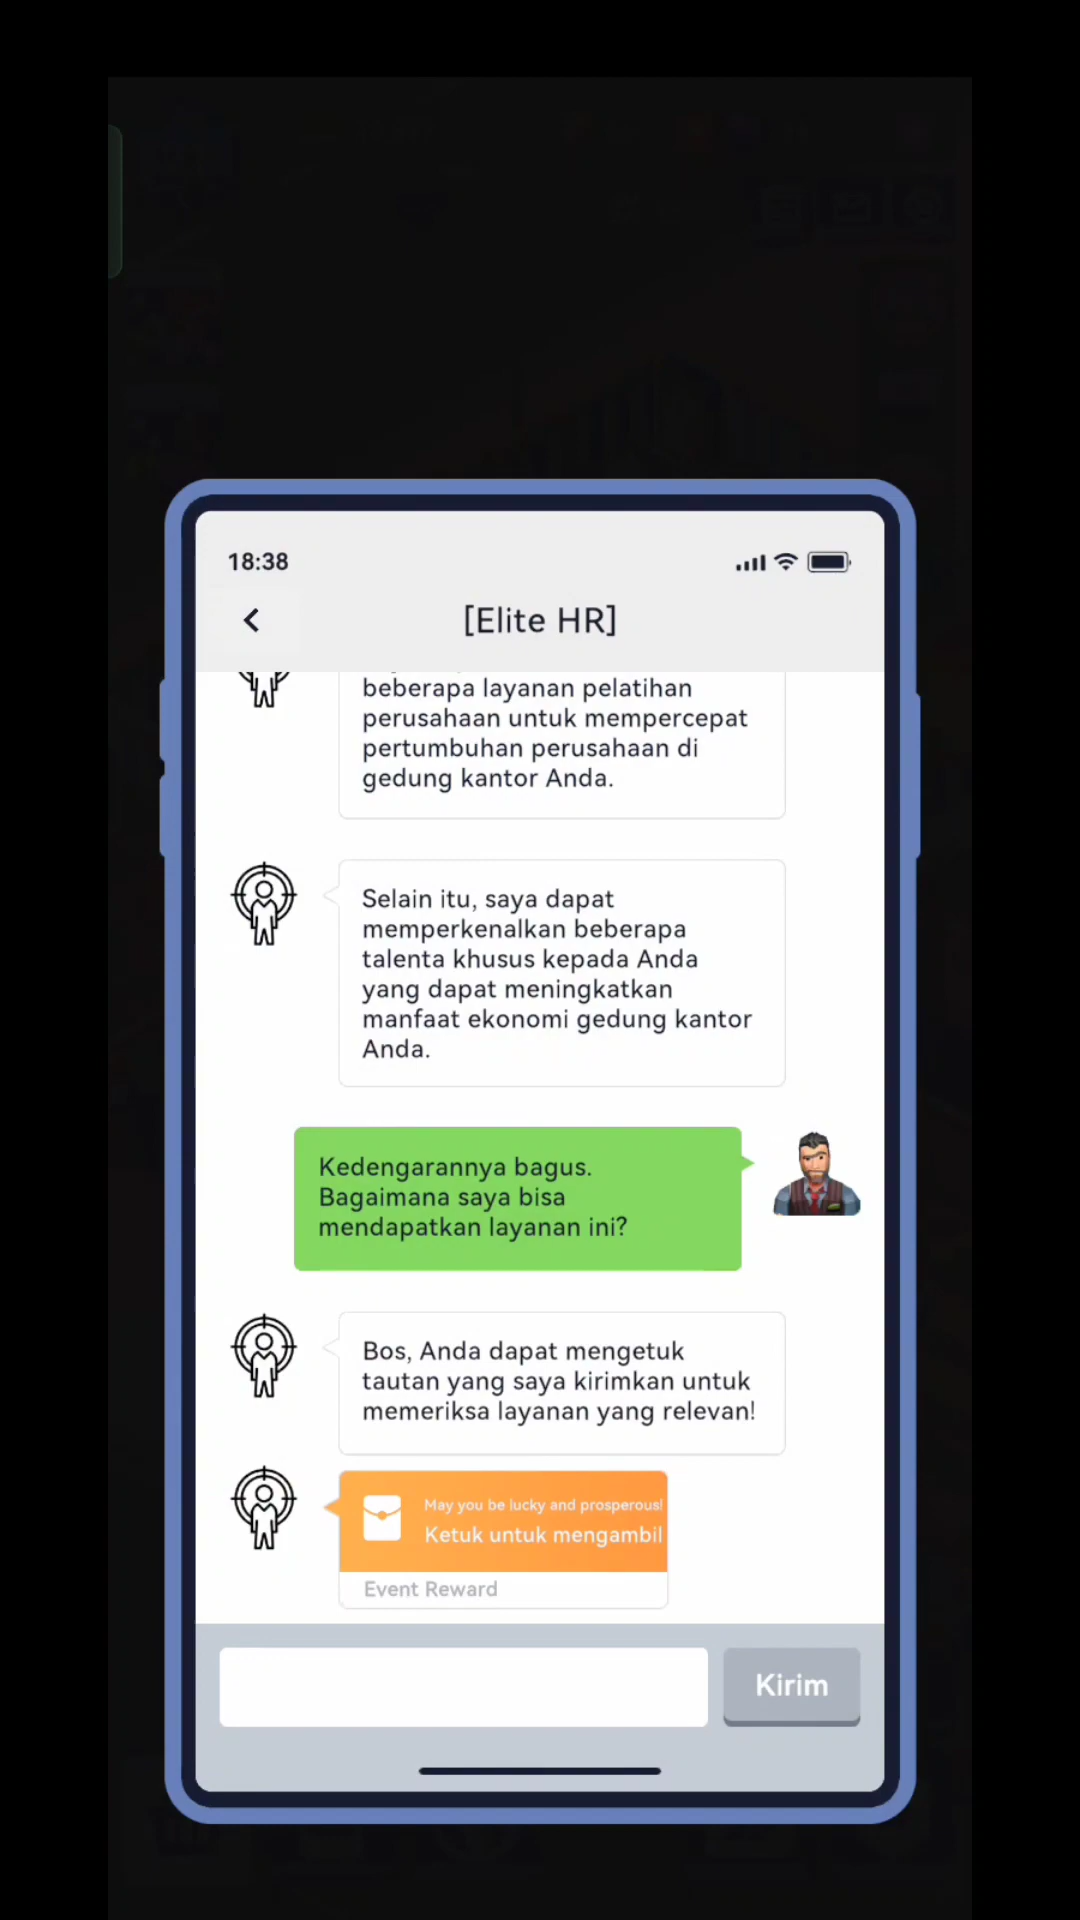 18:38
[Elite HR]
beberapa layanan pelatihan
perusahaan untuk mempercepat
pertumbuhan perusahaan di
gedung kantor Anda.
Selain itu, saya dapat
memperkenalkan beberapa
talenta khusus kepada Anda
yang dapat meningkatkan
manfaat ekonomi gedung kantor
Anda.
Kedengarannya bagus.
Bagaimana saya bisa
mendapatkan layanan ini?
Bos, Anda dapat mengetuk
tautan yang saya kirimkan untuk
memeriksa layanan yang relevan!
May you be lucky and prosperous!
Ketuk untuk mengambil
Event Reward
Kirim